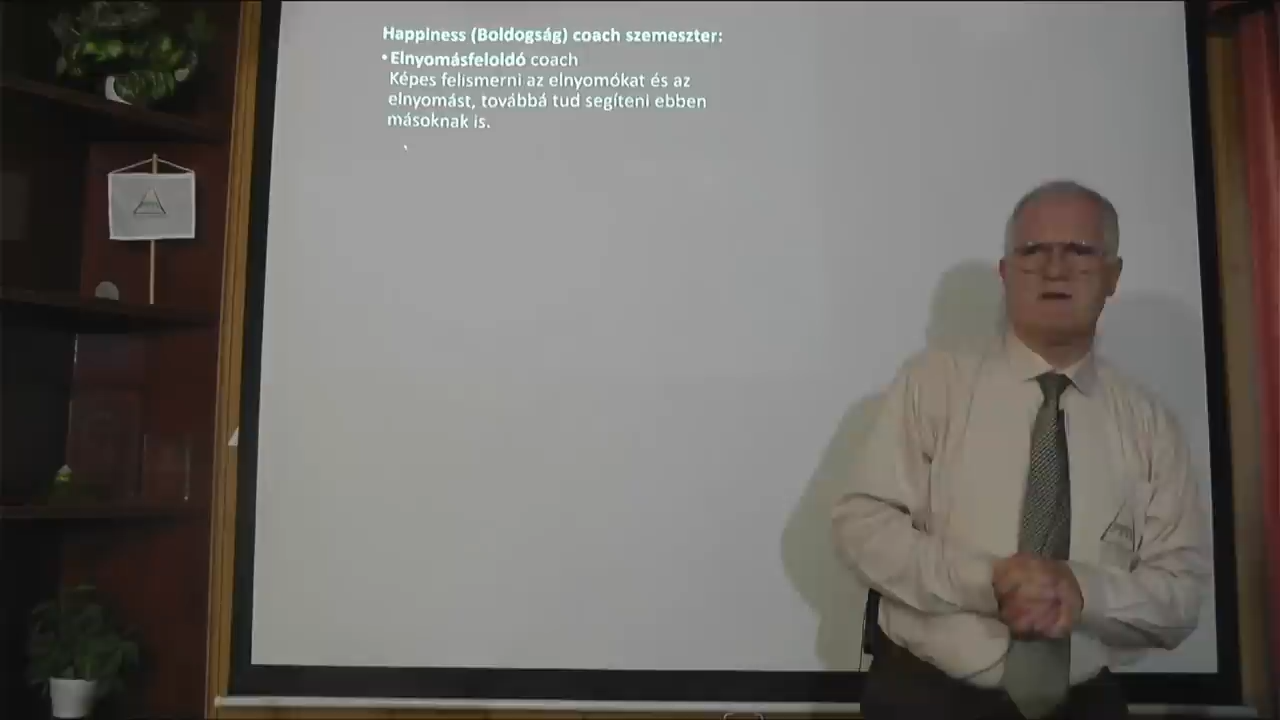 Happiness (Boldogság) coach szemeszter:
• Elnyomásfeloldó coach
Képes felismerni az elnyomókat és az
elnyomást, továbbá tud segíteni ebben
másoknak is.